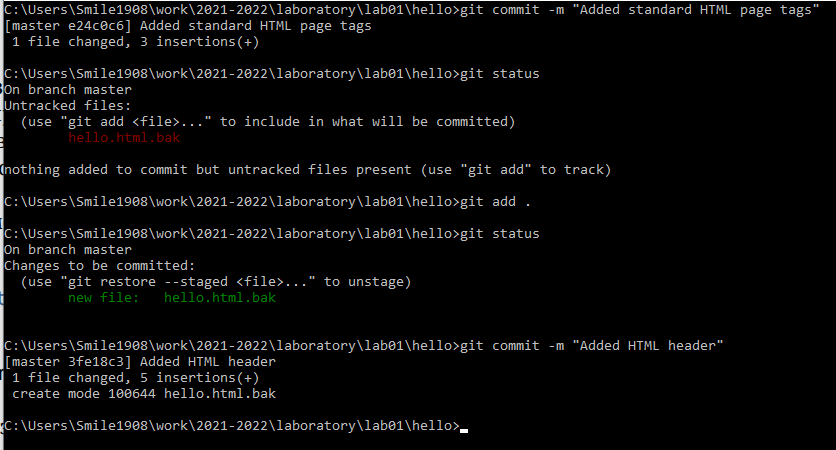 C:\Users\Smile1908\work\2021-2022\laboratory\lab01\hello>git commit -m "Added standard HTML page tags"
[master e24c0c6] Added standard HTML page tags
 1 file changed, 3 insertions(+)
C:\Users\Smile1908\work\2021-2022\laboratory\lab01\hello>git status
On branch master
Untracked files:
  (use "git add <file>..." to include in what will be committed)
        hello.html.bak
nothing added to commit but untracked files present (use "git add" to track)
C:\Users\Smile1908\work\2021-2022\laboratory\lab01\hello>git add .
C:\Users\Smile1908\work\2021-2022\laboratory\lab01\hello>git status
On branch master
Changes to be committed:
  (use "git restore --staged <file>..." to unstage)
        new file:   hello.html.bak
C:\Users\Smile1908\work\2021-2022\laboratory\lab01\hello>git commit -m "Added HTML header"
[master 3fe18c3] Added HTML header
 1 file changed, 5 insertions(+)
 create mode 100644 hello.html.bak
C:\Users\Smile1908\work\2021-2022\laboratory\lab01\hello>